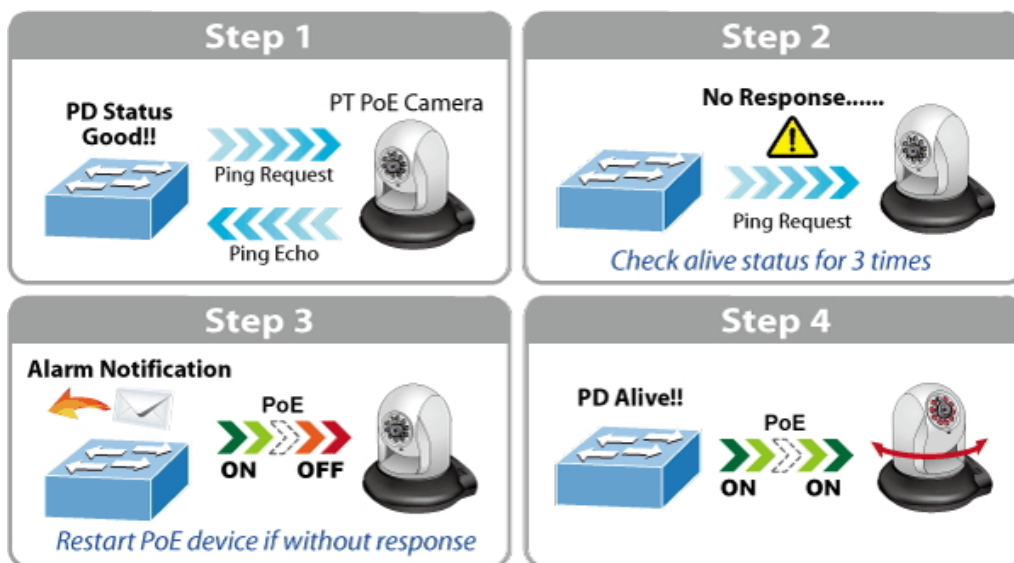 Step 1
PD Status
Good!!
PT PoE Camera
Ping Request
Ping Echo
Step 2
No Response......
Ping Request
Check alive status for 3 times
Step 3
Alarm Notification
PoE
ON OFF
Restart PoE device if without response
Step 4
PD Alive!!
PoE
ON ON